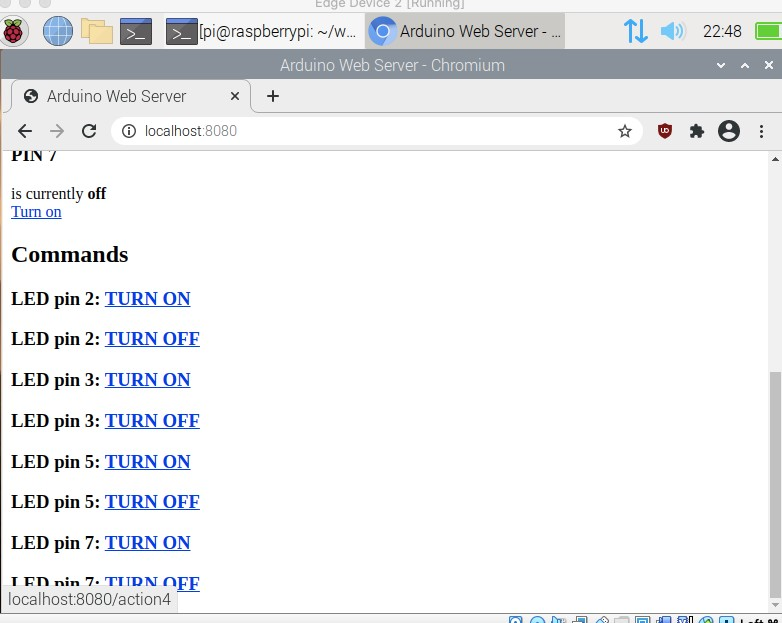 Edge Device 2 [Running]
[pi@raspberrypi: ~/w...
Arduino Web Server - ...
22:48
Arduino Web Server - Chromium
Arduino Web Server
localhost:8080
PIN 7
is currently off
Turn on
Commands
LED pin 2: TURN ON
LED pin 2: TURN OFF
LED pin 3: TURN ON
LED pin 3: TURN OFF
LED pin 5: TURN ON
LED pin 5: TURN OFF
LED pin 7: TURN ON
LED pin 7: TURN OFF
localhost:8080/action4
Left ⌘